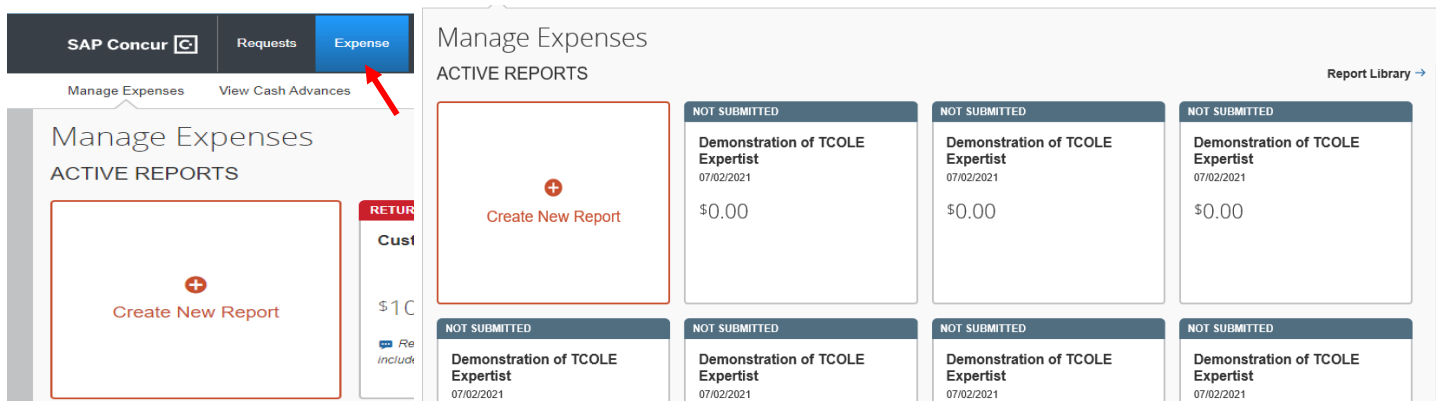 SAP Concur C
Requests
Expense
Manage Expenses
View Cash Advances
Manage Expenses
ACTIVE REPORTS
Create New Report
RETUR
Cust
$10
Re
include
Manage Expenses
ACTIVE REPORTS
Report Library →
Create New Report
NOT SUBMITTED
Demonstration of TCOLE
Expertist
07/02/2021
$0.00
NOT SUBMITTED
Demonstration of TCOLE
Expertist
07/02/2021
$0.00
NOT SUBMITTED
Demonstration of TCOLE
Expertist
07/02/2021
$0.00
NOT SUBMITTED
Demonstration of TCOLE
Expertist
07/02/2021
NOT SUBMITTED
Demonstration of TCOLE
Expertist
07/02/2021
NOT SUBMITTED
Demonstration of TCOLE
Expertist
07/02/2021
NOT SUBMITTED
Demonstration of TCOLE
Expertist
07/02/2021